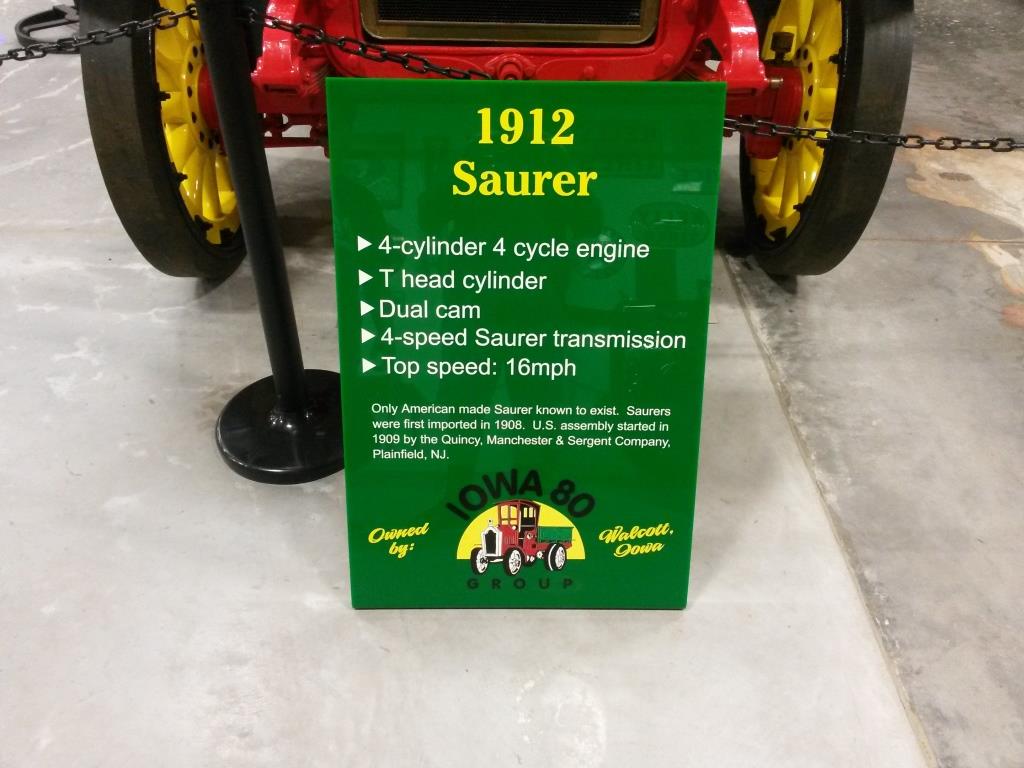 1912
Saurer
▶ 4-cylinder 4 cycle engine
▶ T head cylinder
▶ Dual cam
▶ 4-speed Saurer transmission
▶ Top speed: 16mph
Only American made Saurer known to exist. Saurers
were first imported in 1908. U.S. assembly started in
1909 by the Quincy, Manchester & Sergent Company,
Plainfield, NJ.
IOWA 80
GROUP
Owned
by:
Walcott,
Iowa